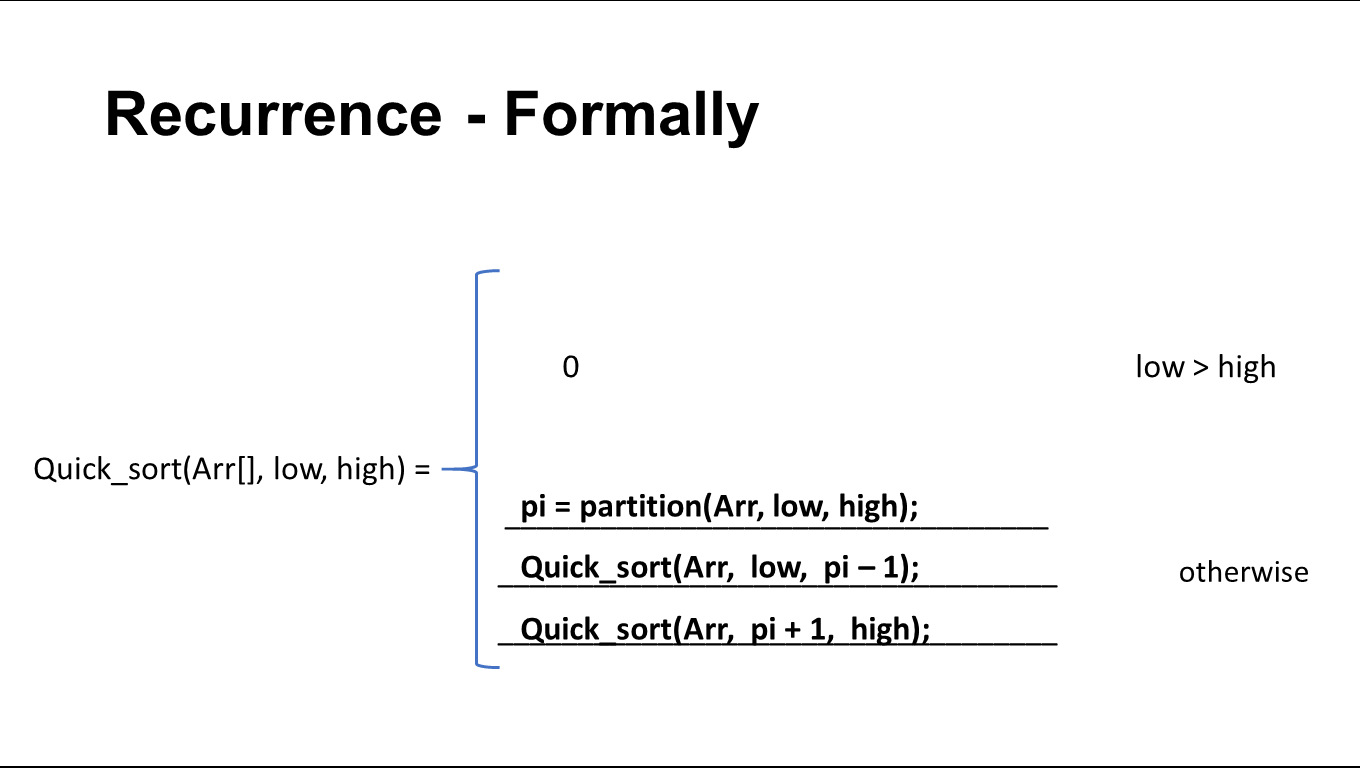 Recurrence - Formally
0
low > high
Quick_sort(Arr[], low, high) =
pi = partition(Arr, low, high);
Quick_sort(Arr, low, pi – 1);
otherwise
Quick_sort(Arr, pi + 1, high);